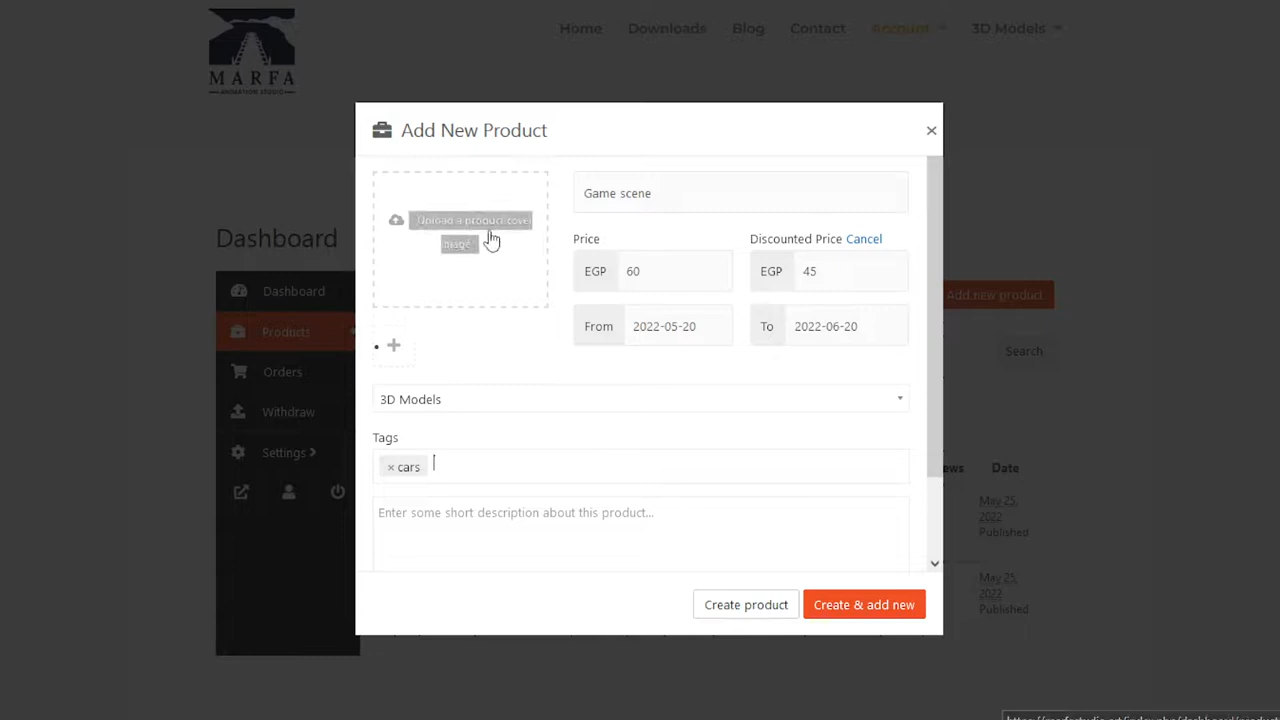 MARFA
ANIMATION STUDIO
Home Downloads Blog Contact Account 3D Models
Add New Product
×
Upload a product cover
image
Game scene
Price
Discounted Price Cancel
EGP 60
EGP 45
From 2022-05-20
To 2022-06-20
+
3D Models
Tags
× cars
Enter some short description about this product...
Create product
Create & add new
Dashboard
Dashboard
Products
Orders
Withdraw
Settings
Add new product
Search
Date
May 25,
2022
Published
May 25,
2022
Published